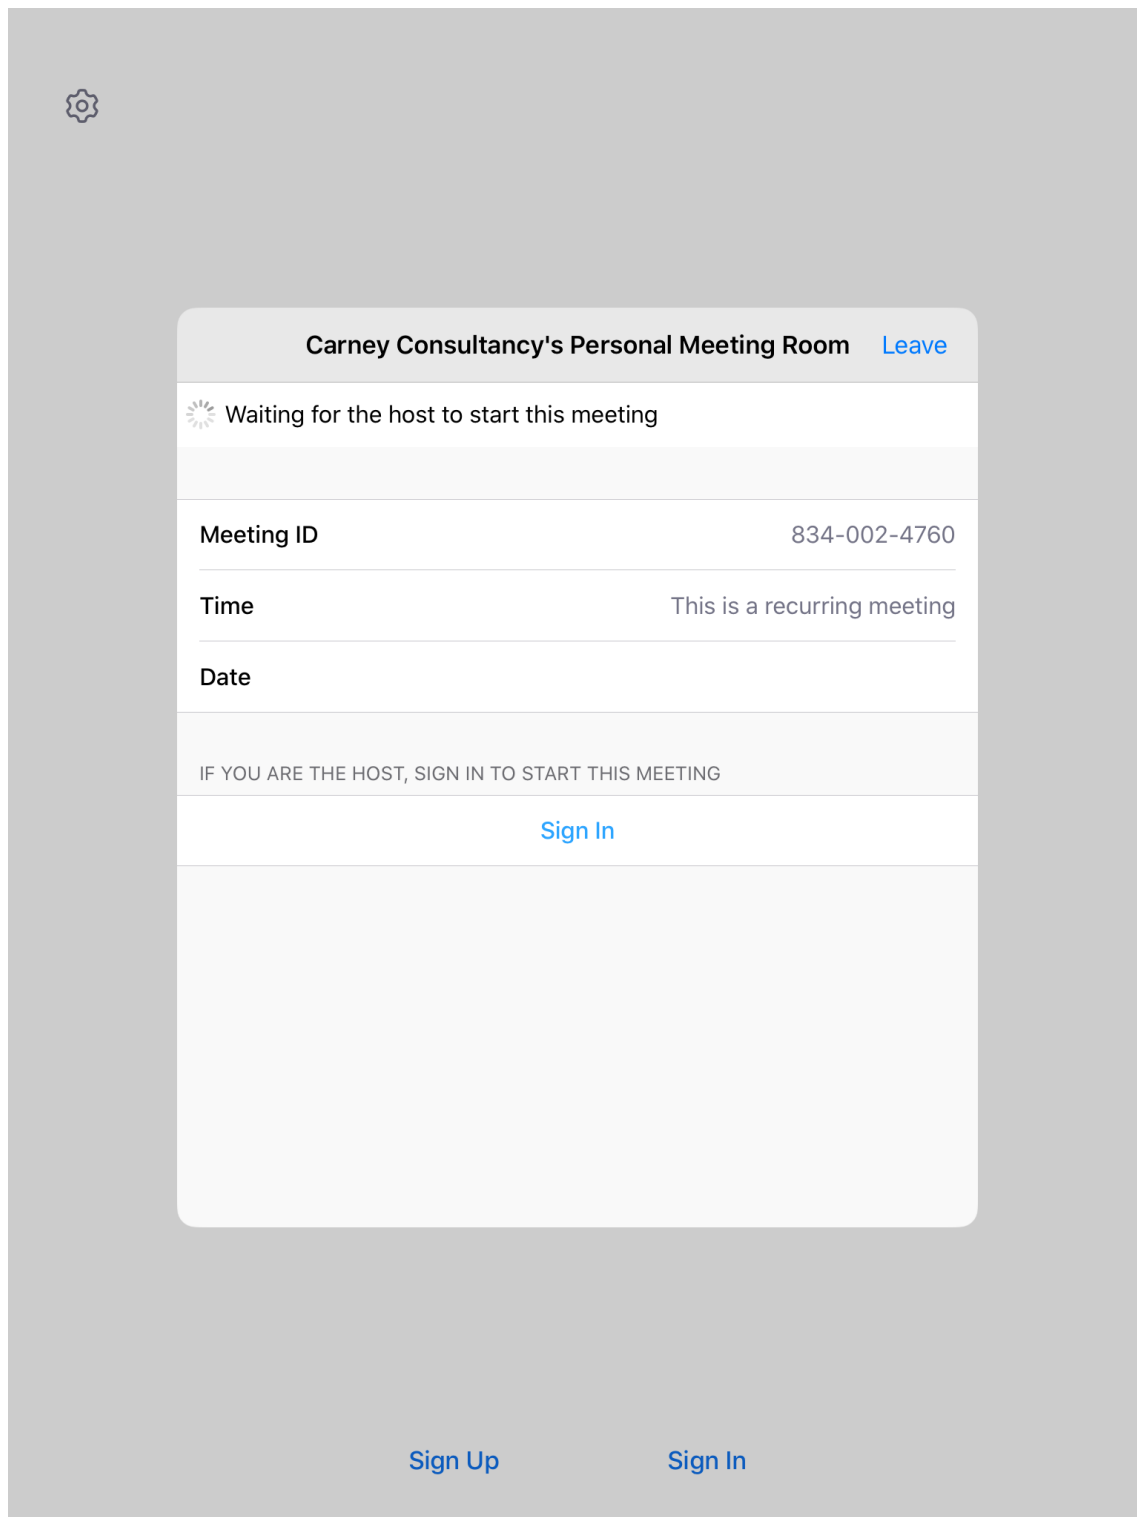 Carney Consultancy's Personal Meeting Room Leave
Waiting for the host to start this meeting
Meeting ID 834-002-4760
Time This is a recurring meeting
Date
IF YOU ARE THE HOST, SIGN IN TO START THIS MEETING
Sign In
Sign Up Sign In